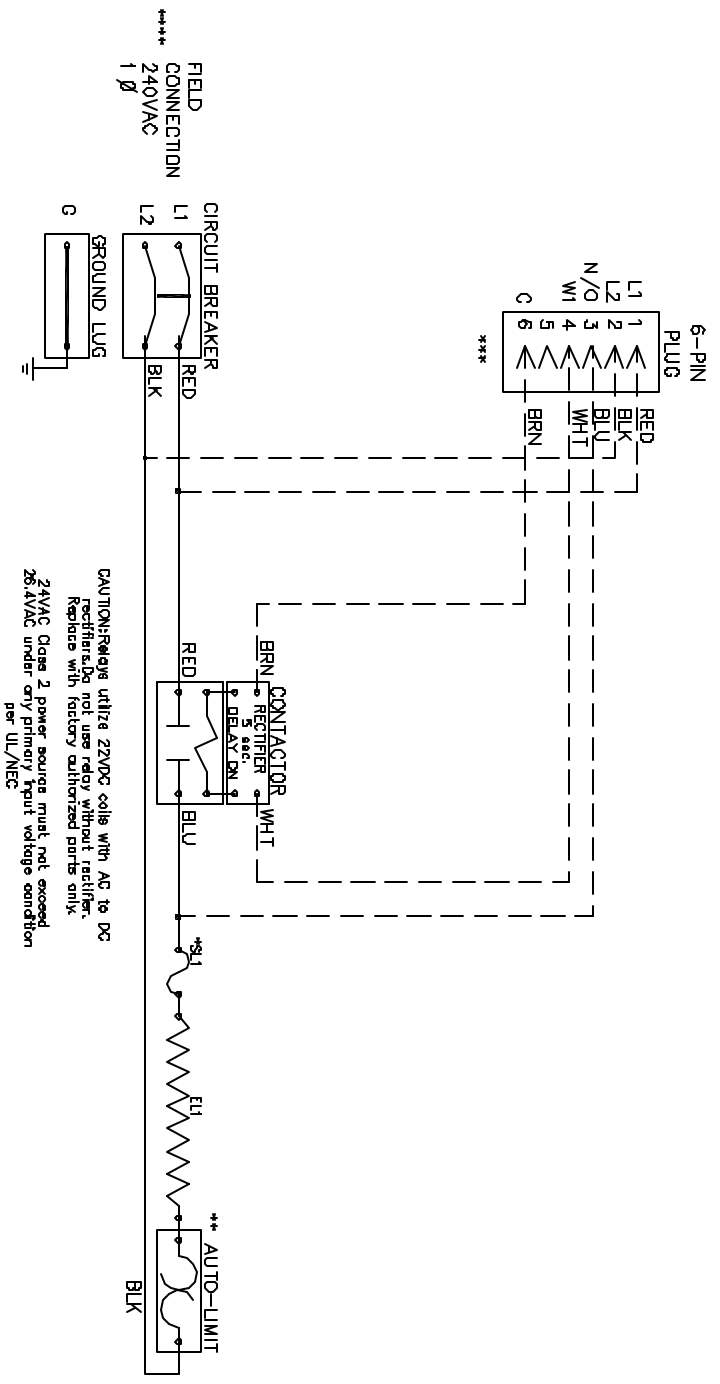 6-PIN
PLUG
L1
L2
N/O
W1
C
1
2
3
4
5
6
***
RED
BLK
BLU
WHT
BRN
****
FIELD
CONNECTION
240VAC
1 Ø
CIRCUIT BREAKER
L1
L2
RED
BLK
G
GROUND LUG
BRN
CONTACTOR
RECTIFIER
5 sec.
DELAY ON
RED
WHT
BLU
*SL1
EL1
** AUTO-LIMIT
BLK
CAUTION:Relays utilize 22VDC coils with AC to DC
rectifiers.Do not use relay without rectifier.
Replace with factory authorized parts only.
24VAC Class 2 power source must not exceed
26.4VAC under any primary input voltage condition
per UL/NEC